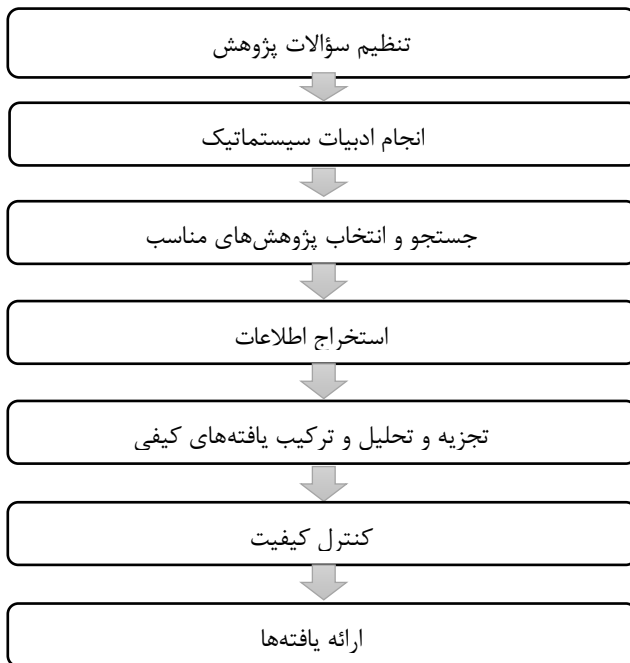 تنظیم سؤالات پژوهش
انجام ادبیات سیستماتیک
جستجو و انتخاب پژوهش‌های مناسب
استخراج اطلاعات
تجزیه و تحلیل و ترکیب یافته‌های کیفی
کنترل کیفیت
ارائه یافته‌ها